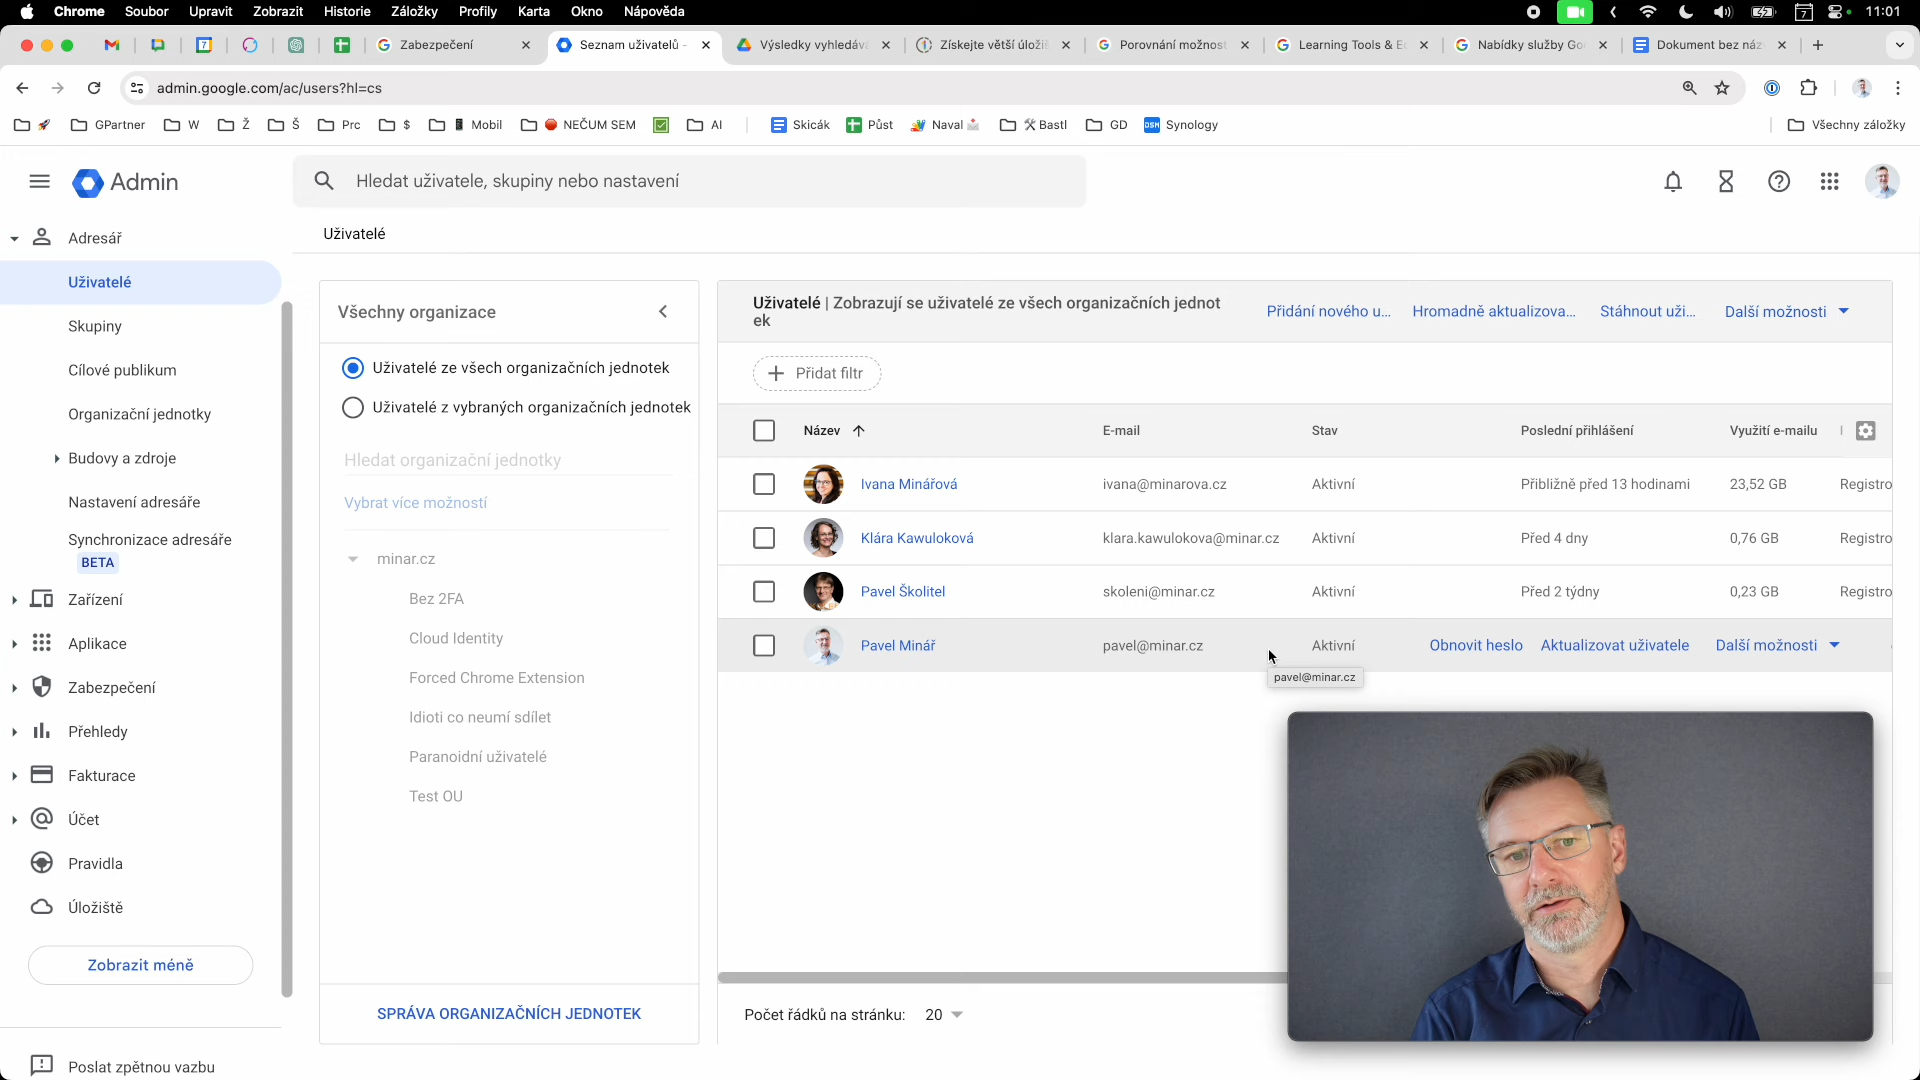 Chrome Soubor Upravit Zobrazit Historie Záložky Profily Karta Okno Nápověda 7 11:01
Zabezpečení Seznam uživatelů - Výsledky vyhledáva Získejte větší úložiš Porovnání možnost Learning Tools & E Nabídky služby Goo Dokument bez náz
admin.google.com/ac/users?hl=cs
GPartner W Ž Š Prc $ Mobil NEČUM SEM AI Skicák Půst Naval Bastl GD DSM Synology Všechny záložky
Admin
Hledat uživatele, skupiny nebo nastavení
Adresář
Uživatelé
Skupiny
Cílové publikum
Organizační jednotky
Budovy a zdroje
Nastavení adresáře
Synchronizace adresáře
BETA
Zařízení
Aplikace
Zabezpečení
Přehledy
Fakturace
Účet
Pravidla
Úložiště
Zobrazit méně
Poslat zpětnou vazbu
Uživatelé
Všechny organizace
Uživatelé ze všech organizačních jednotek
Uživatelé z vybraných organizačních jednotek
Hledat organizační jednotky
Vybrat více možností
minar.cz
Bez 2FA
Cloud Identity
Forced Chrome Extension
Idioti co neumí sdílet
Paranoidní uživatelé
Test OU
SPRÁVA ORGANIZAČNÍCH JEDNOTEK
Uživatelé | Zobrazují se uživatelé ze všech organizačních jednot
ek
Přidání nového u... Hromadně aktualizova... Stáhnout uži... Další možnosti
Přidat filtr
Název E-mail Stav Poslední přihlášení Využití e-mailu
Ivana Minářová ivana@minarova.cz Aktivní Přibližně před 13 hodinami 23,52 GB Registro
Klára Kawuloková klara.kawulokova@minar.cz Aktivní Před 4 dny 0,76 GB Registro
Pavel Školitel skoleni@minar.cz Aktivní Před 2 týdny 0,23 GB Registro
Pavel Minář pavel@minar.cz Aktivní Obnovit heslo Aktualizovat uživatele Další možnosti
pavel@minar.cz
Počet řádků na stránku: 20